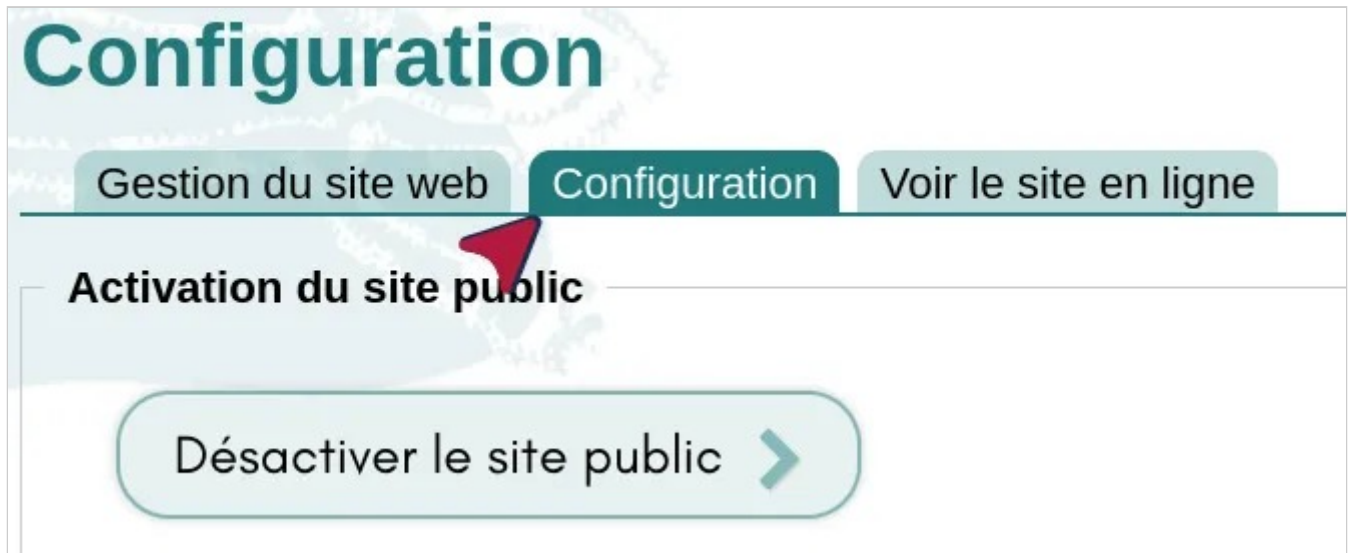 Configuration
Gestion du site web Configuration Voir le site en ligne
Activation du site public
Désactiver le site public